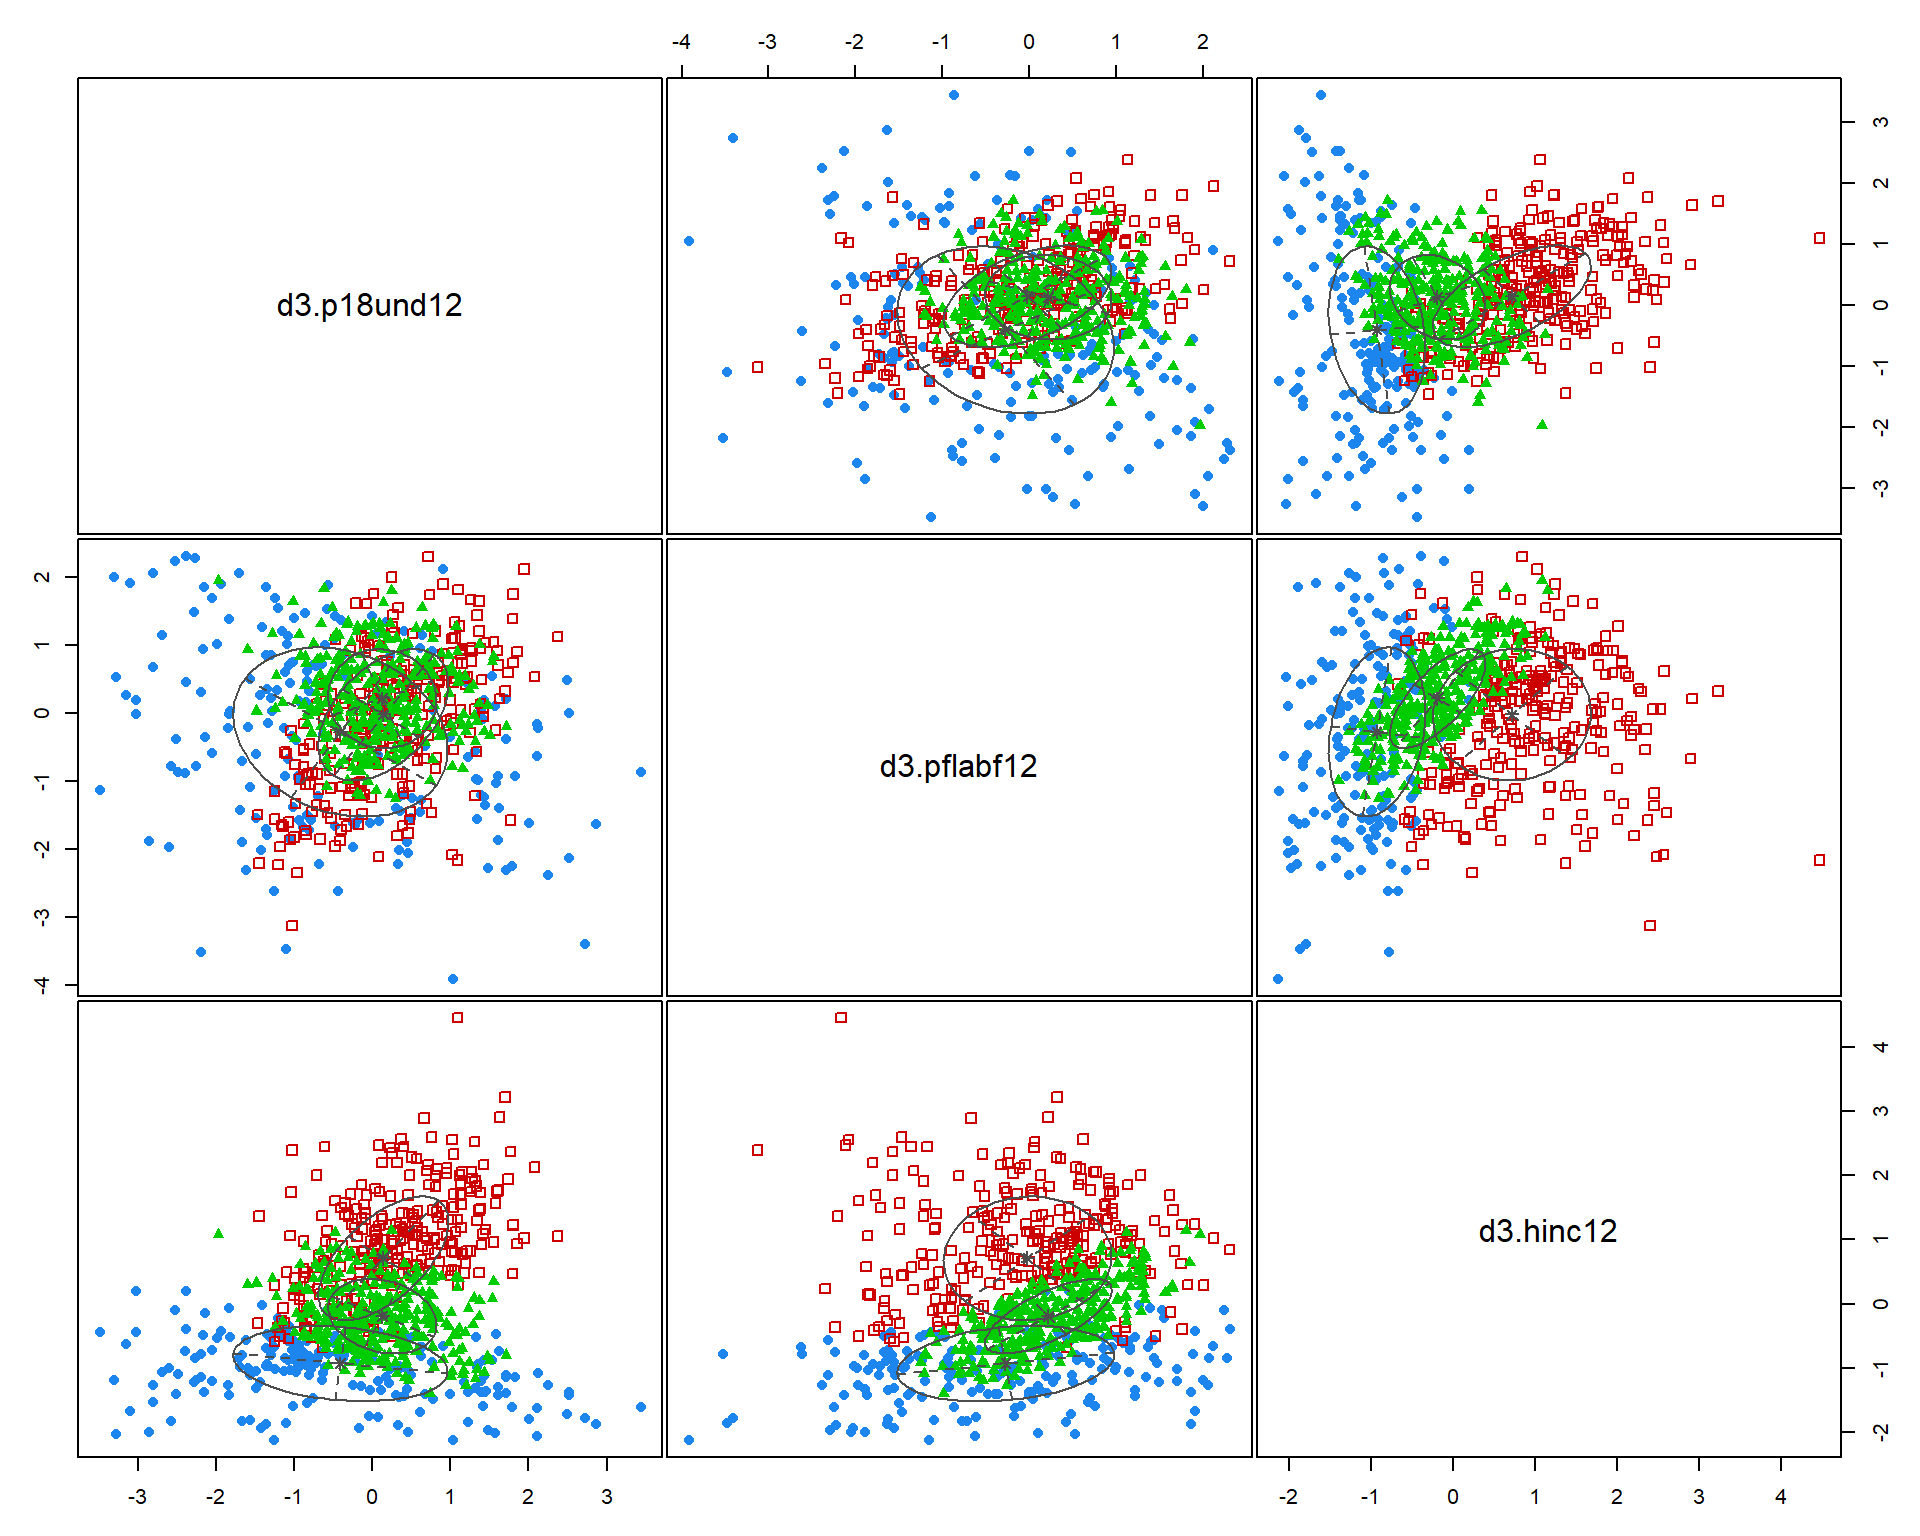 -4 -3 -2 -1 0 1 2
d3.p18und12
3 2 1 0 -1 -2 -3
2 1 0 -1 -2 -3 -4
d3.pflabf12
d3.hinc12
4 3 2 1 0 -1 -2
-3 -2 -1 0 1 2 3
-2 -1 0 1 2 3 4